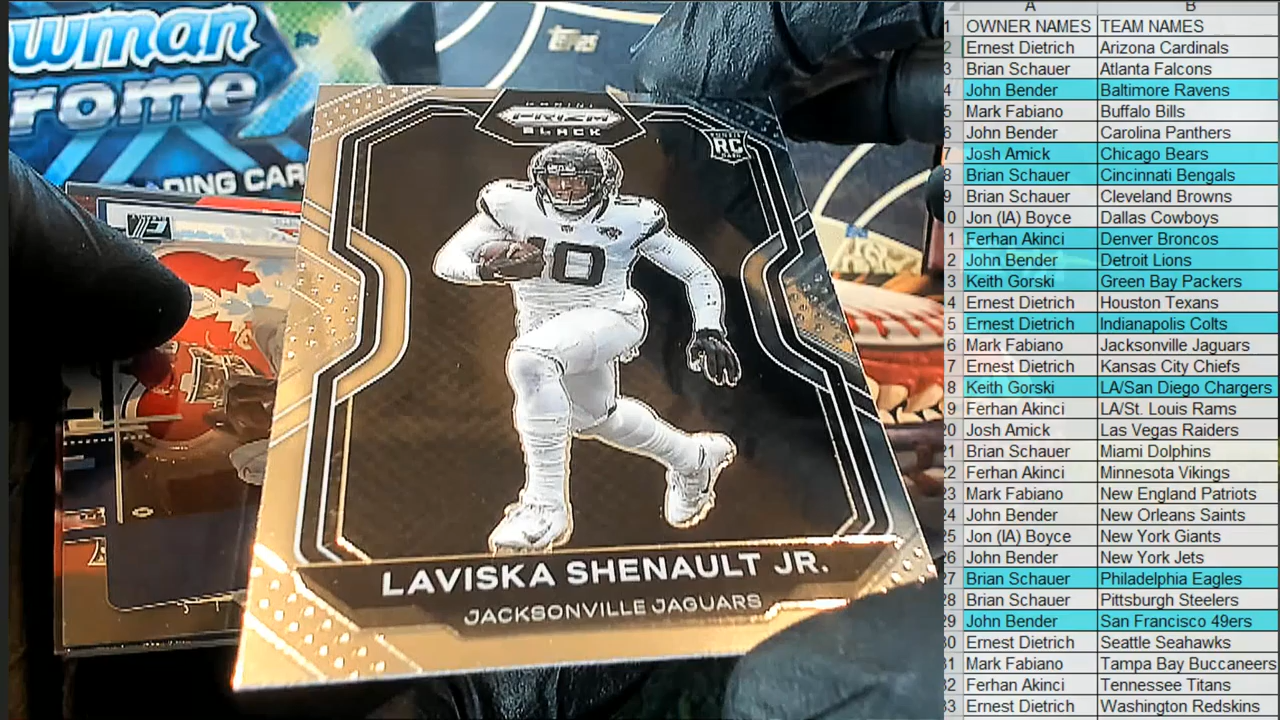 wman
rome
DING CAR
Topps
PANINI
PRIZM
BLACK
RC
10
LAVISKA SHENAULT JR.
JACKSONVILLE JAGUARS
A B
1 OWNER NAMES TEAM NAMES
2 Ernest Dietrich Arizona Cardinals
3 Brian Schauer Atlanta Falcons
4 John Bender Baltimore Ravens
5 Mark Fabiano Buffalo Bills
6 John Bender Carolina Panthers
7 Josh Amick Chicago Bears
8 Brian Schauer Cincinnati Bengals
9 Brian Schauer Cleveland Browns
0 Jon (IA) Boyce Dallas Cowboys
1 Ferhan Akinci Denver Broncos
2 John Bender Detroit Lions
3 Keith Gorski Green Bay Packers
4 Ernest Dietrich Houston Texans
5 Ernest Dietrich Indianapolis Colts
6 Mark Fabiano Jacksonville Jaguars
7 Ernest Dietrich Kansas City Chiefs
8 Keith Gorski LA/San Diego Chargers
9 Ferhan Akinci LA/St. Louis Rams
20 Josh Amick Las Vegas Raiders
21 Brian Schauer Miami Dolphins
22 Ferhan Akinci Minnesota Vikings
23 Mark Fabiano New England Patriots
24 John Bender New Orleans Saints
25 Jon (IA) Boyce New York Giants
26 John Bender New York Jets
27 Brian Schauer Philadelphia Eagles
28 Brian Schauer Pittsburgh Steelers
29 John Bender San Francisco 49ers
30 Ernest Dietrich Seattle Seahawks
31 Mark Fabiano Tampa Bay Buccaneers
32 Ferhan Akinci Tennessee Titans
33 Ernest Dietrich Washington Redskins